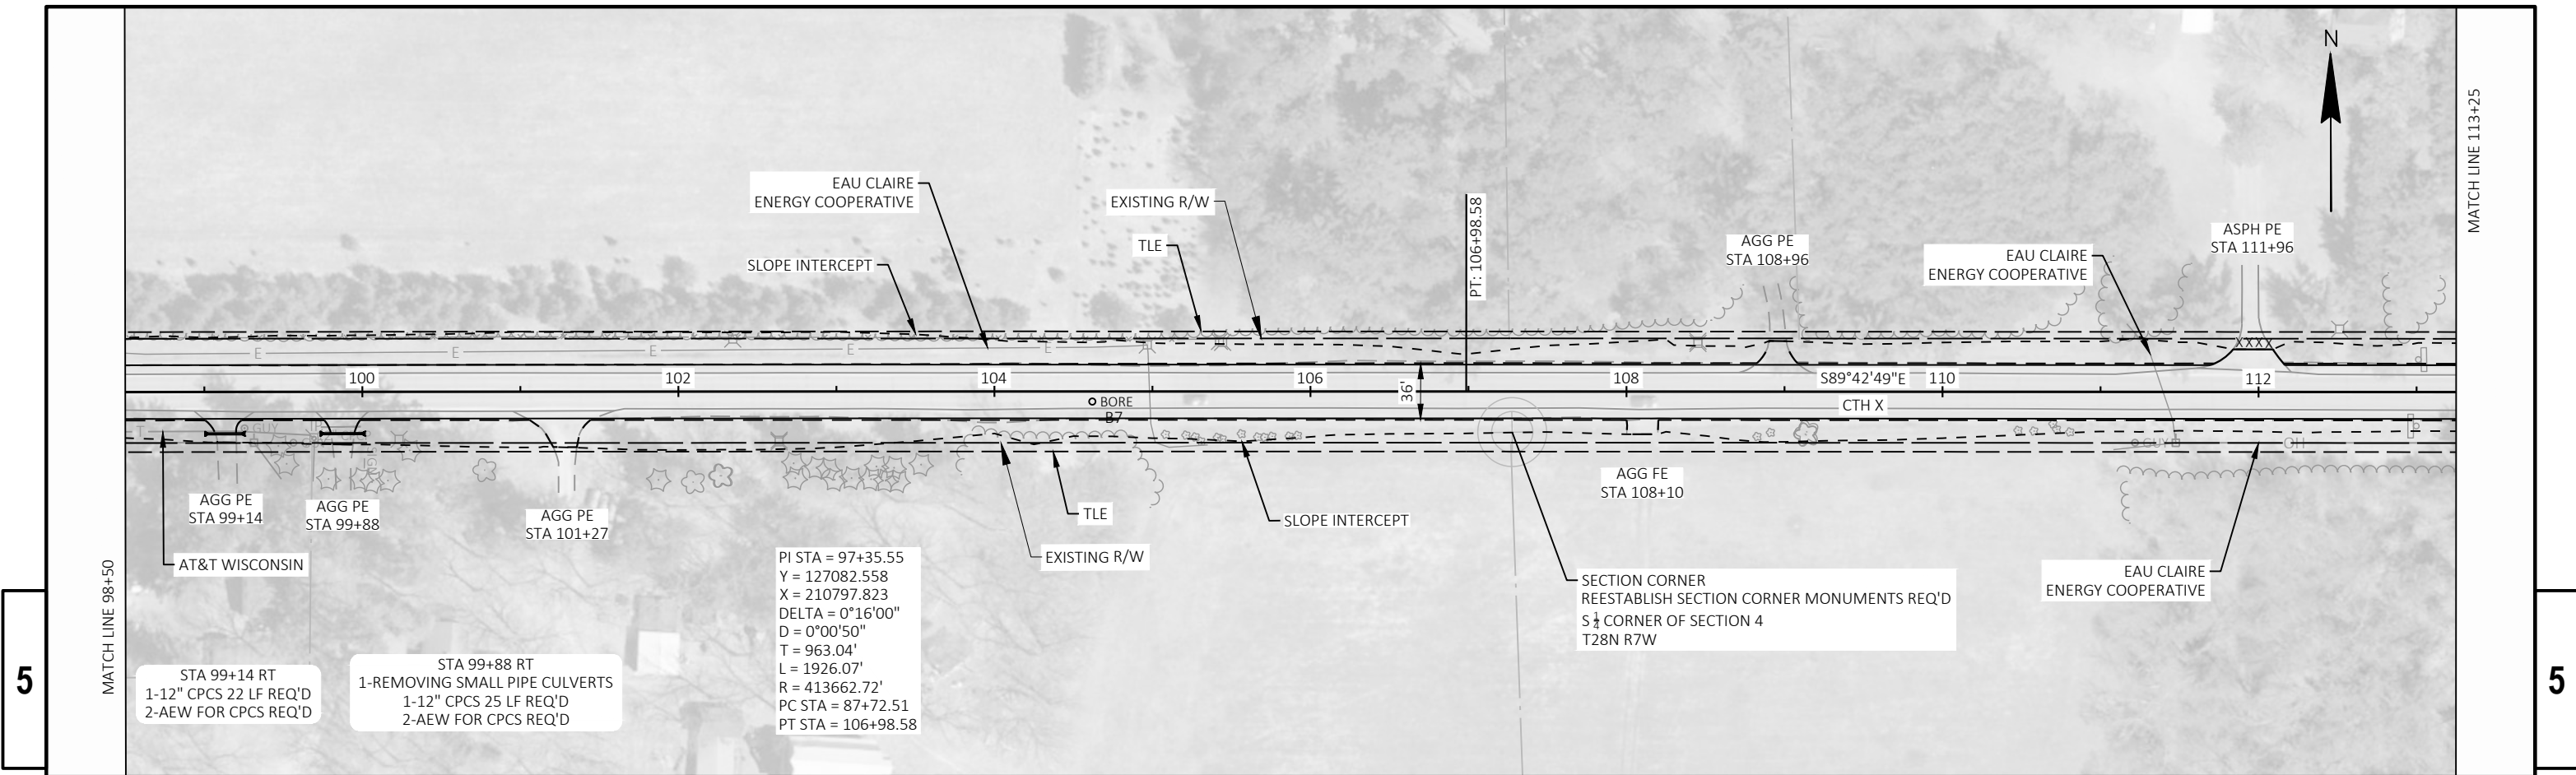 N
MATCH LINE 113+25
EAU CLAIRE
ENERGY COOPERATIVE
EXISTING R/W
TLE
SLOPE INTERCEPT
PT: 106+98.58
AGG PE
STA 108+96
EAU CLAIRE
ENERGY COOPERATIVE
ASPH PE
STA 111+96
E
E
E
E
E
XXXX
100
102
104
106
108
S89°42'49"E
110
112
36'
BORE
B7
CTH X
T
GUY
GUY
OH
AGG PE
STA 99+14
AGG PE
STA 99+88
AGG PE
STA 101+27
AT&T WISCONSIN
TLE
SLOPE INTERCEPT
EXISTING R/W
AGG FE
STA 108+10
MATCH LINE 98+50
PI STA = 97+35.55
Y = 127082.558
X = 210797.823
DELTA = 0°16'00"
D = 0°00'50"
T = 963.04'
L = 1926.07'
R = 413662.72'
PC STA = 87+72.51
PT STA = 106+98.58
SECTION CORNER
REESTABLISH SECTION CORNER MONUMENTS REQ'D
S 1/4 CORNER OF SECTION 4
T28N R7W
EAU CLAIRE
ENERGY COOPERATIVE
STA 99+14 RT
1-12" CPCS 22 LF REQ'D
2-AEW FOR CPCS REQ'D
STA 99+88 RT
1-REMOVING SMALL PIPE CULVERTS
1-12" CPCS 25 LF REQ'D
2-AEW FOR CPCS REQ'D
5
5